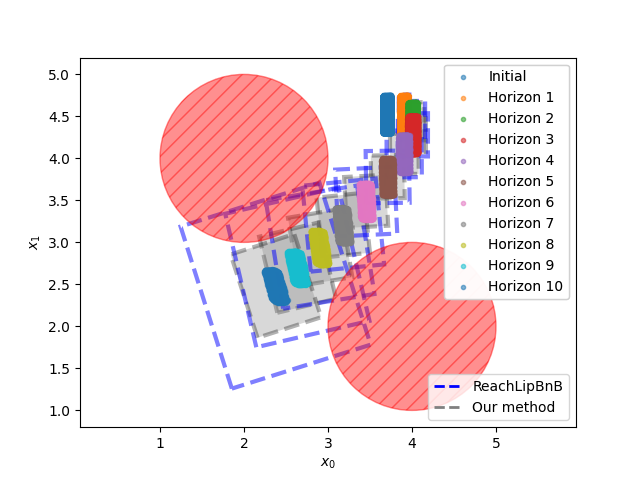 5.0
4.5
4.0
3.5
3.0
2.5
2.0
1.5
1.0
x₁
1
2
3
4
5
x₀
Initial
Horizon 1
Horizon 2
Horizon 3
Horizon 4
Horizon 5
Horizon 6
Horizon 7
Horizon 8
Horizon 9
Horizon 10
ReachLipBnB
Our method